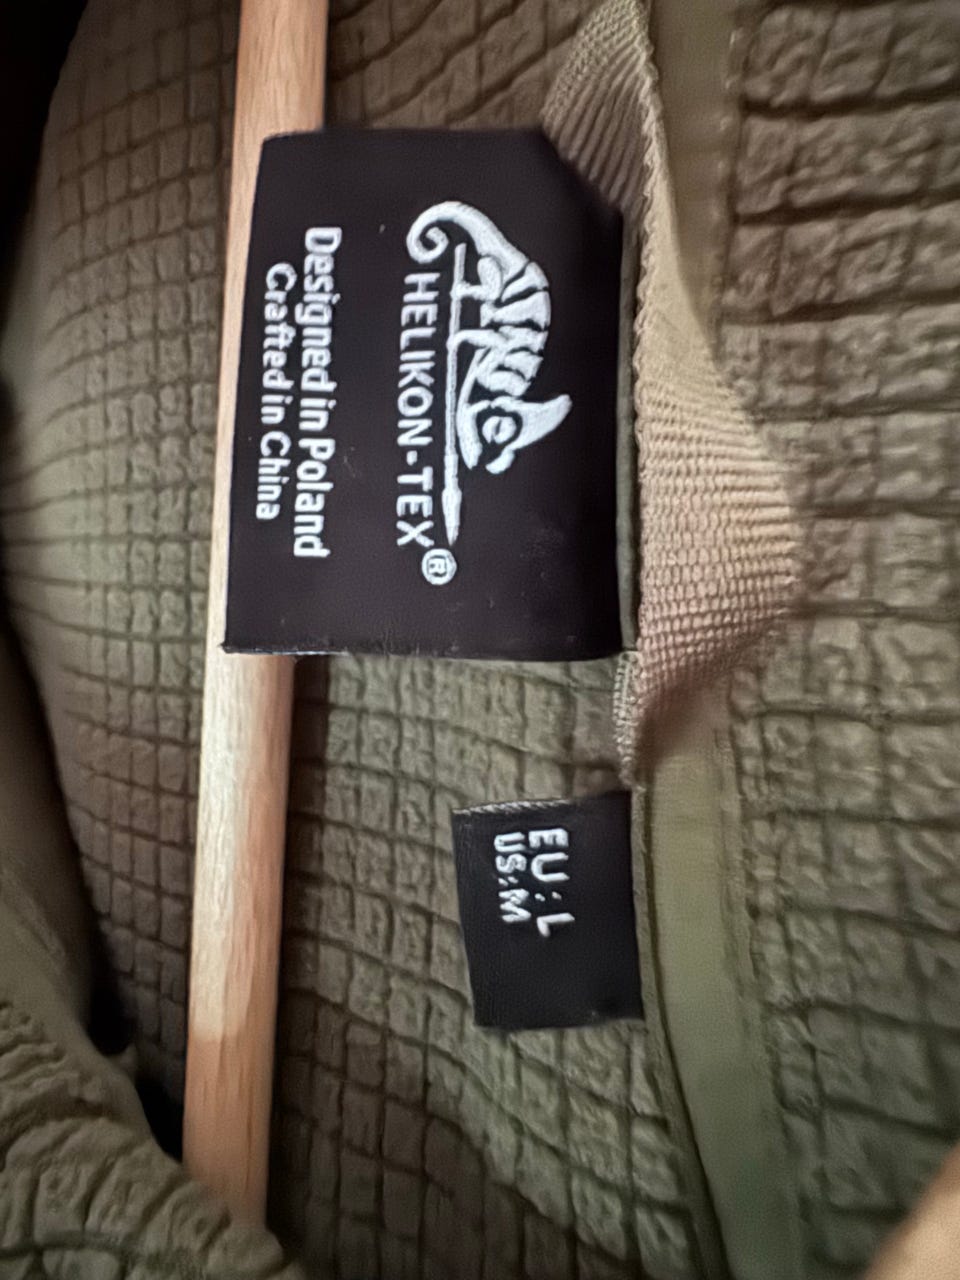 HELIKON-TEX®
Designed in Poland
Crafted in China
EU:L
US:M